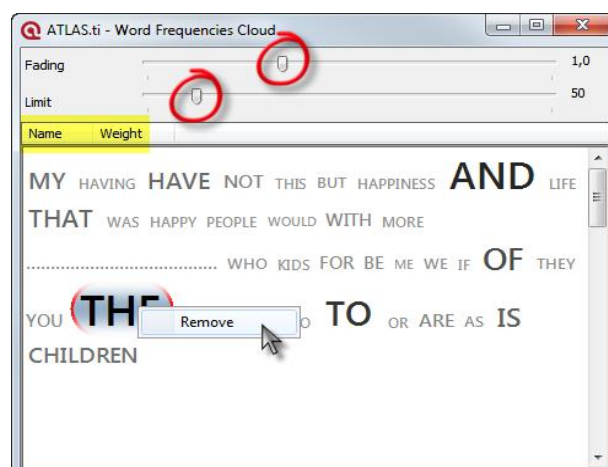 ATLAS.ti - Word Frequencies Cloud
Fading 1,0
Limit 50
Name Weight
MY HAVING HAVE NOT THIS BUT HAPPINESS AND LIFE
THAT WAS HAPPY PEOPLE WOULD WITH MORE
.......................................... WHO KIDS FOR BE ME WE IF OF THEY
YOU THE TO OR ARE AS IS
Remove
CHILDREN